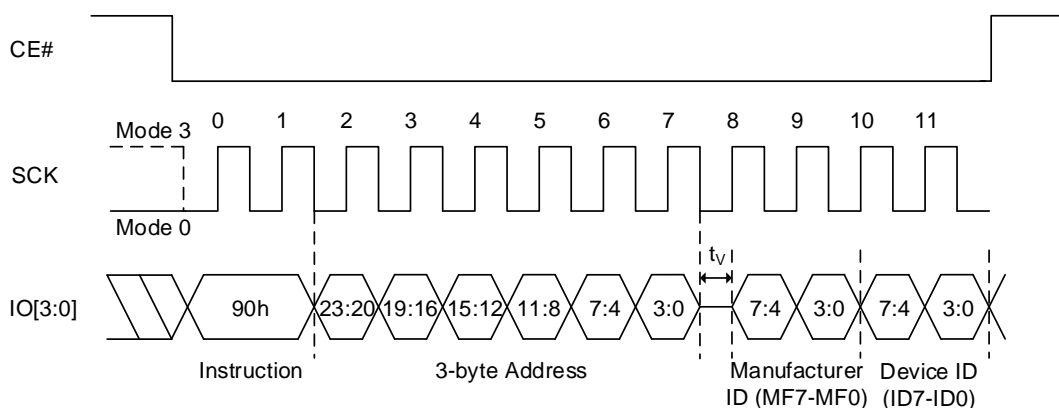 CE#
0 1 2 3 4 5 6 7 8 9 10 11
Mode 3
SCK
Mode 0
tV
IO[3:0] 90h 23:20 19:16 15:12 11:8 7:4 3:0 7:4 3:0 7:4 3:0
Instruction 3-byte Address Manufacturer Device ID
ID (MF7-MF0) (ID7-ID0)